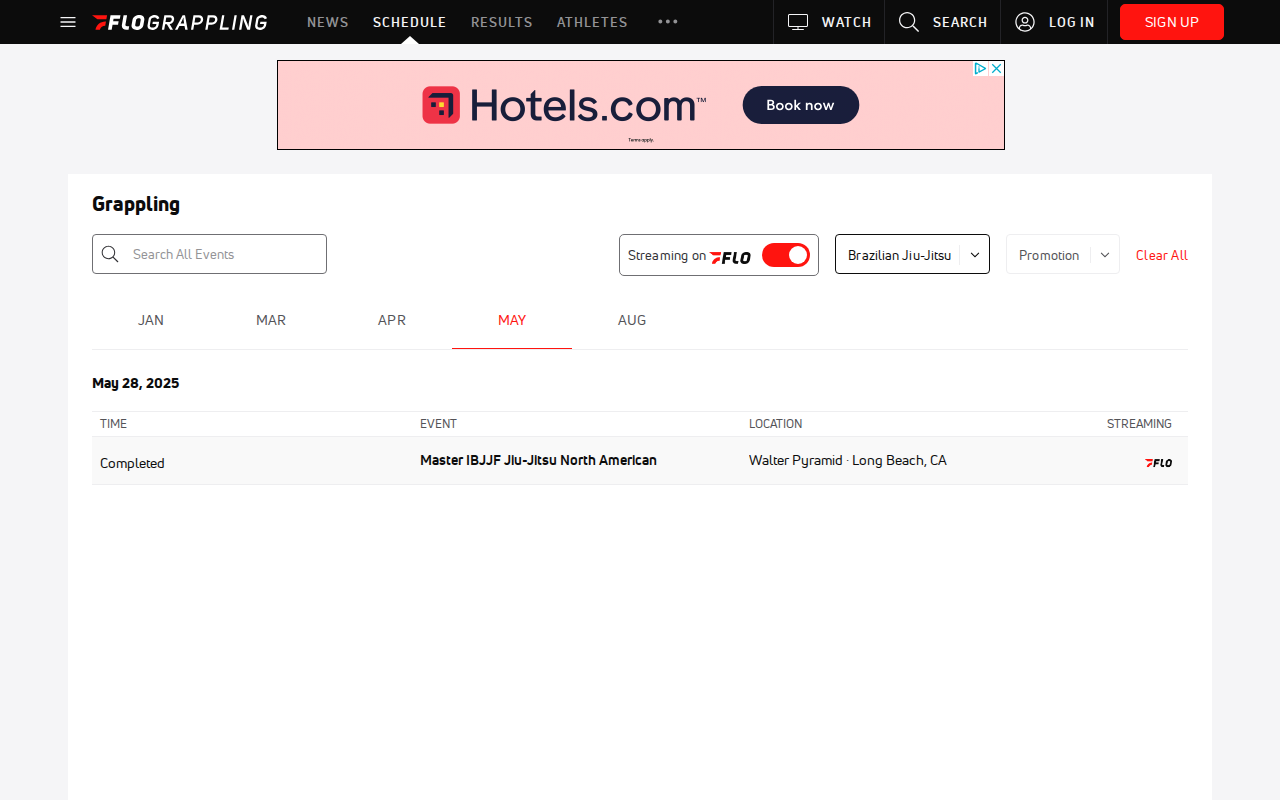 FLOGRAPPLING NEWS SCHEDULE RESULTS ATHLETES WATCH SEARCH LOG IN SIGN UP
Hotels.com™ Book now
Terms apply.
Grappling
Search All Events Streaming on FLO Brazilian Jiu-Jitsu Promotion Clear All
JAN MAR APR MAY AUG
May 28, 2025
TIME EVENT LOCATION STREAMING
Completed Master IBJJF Jiu-Jitsu North American Walter Pyramid · Long Beach, CA FLO